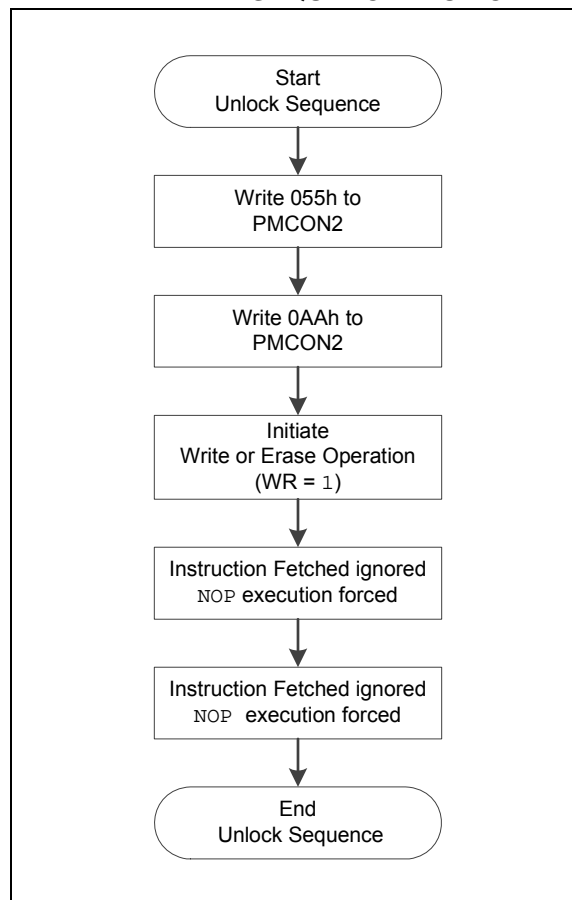 Start
Unlock Sequence
Write 055h to
PMCON2
Write 0AAh to
PMCON2
Initiate
Write or Erase Operation
(WR = 1)
Instruction Fetched ignored
NOP execution forced
Instruction Fetched ignored
NOP execution forced
End
Unlock Sequence